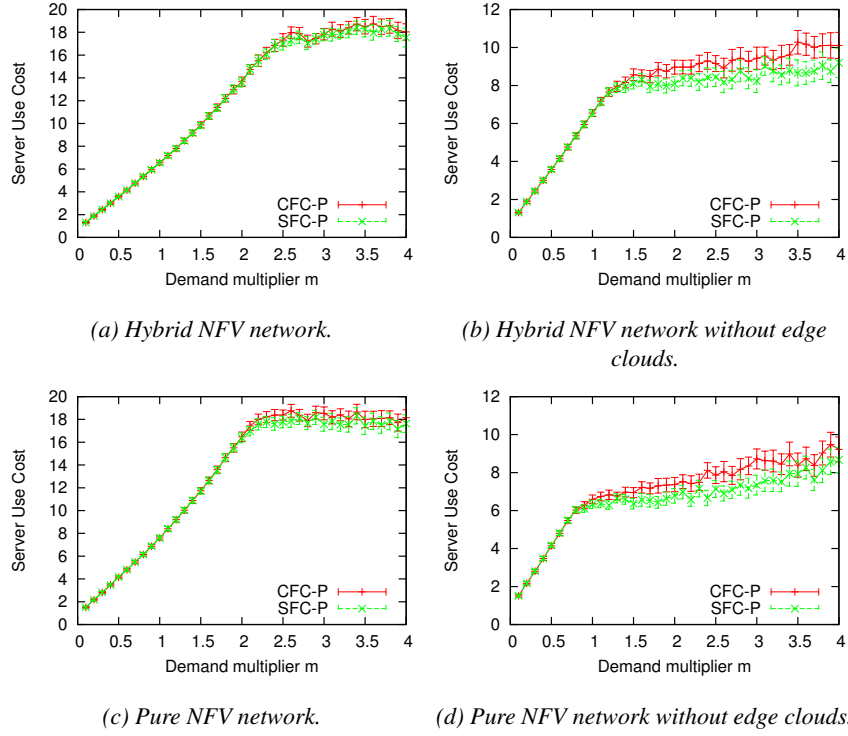 20
18
16
14
12
10
8
6
4
2
0
Server Use Cost
CFC-P
SFC-P
0 0.5 1 1.5 2 2.5 3 3.5 4
Demand multiplier m
(a) Hybrid NFV network.
12
10
8
6
4
2
0
Server Use Cost
CFC-P
SFC-P
0 0.5 1 1.5 2 2.5 3 3.5 4
Demand multiplier m
(b) Hybrid NFV network without edge
clouds.
20
18
16
14
12
10
8
6
4
2
0
Server Use Cost
CFC-P
SFC-P
0 0.5 1 1.5 2 2.5 3 3.5 4
Demand multiplier m
(c) Pure NFV network.
12
10
8
6
4
2
0
Server Use Cost
CFC-P
SFC-P
0 0.5 1 1.5 2 2.5 3 3.5 4
Demand multiplier m
(d) Pure NFV network without edge clouds.